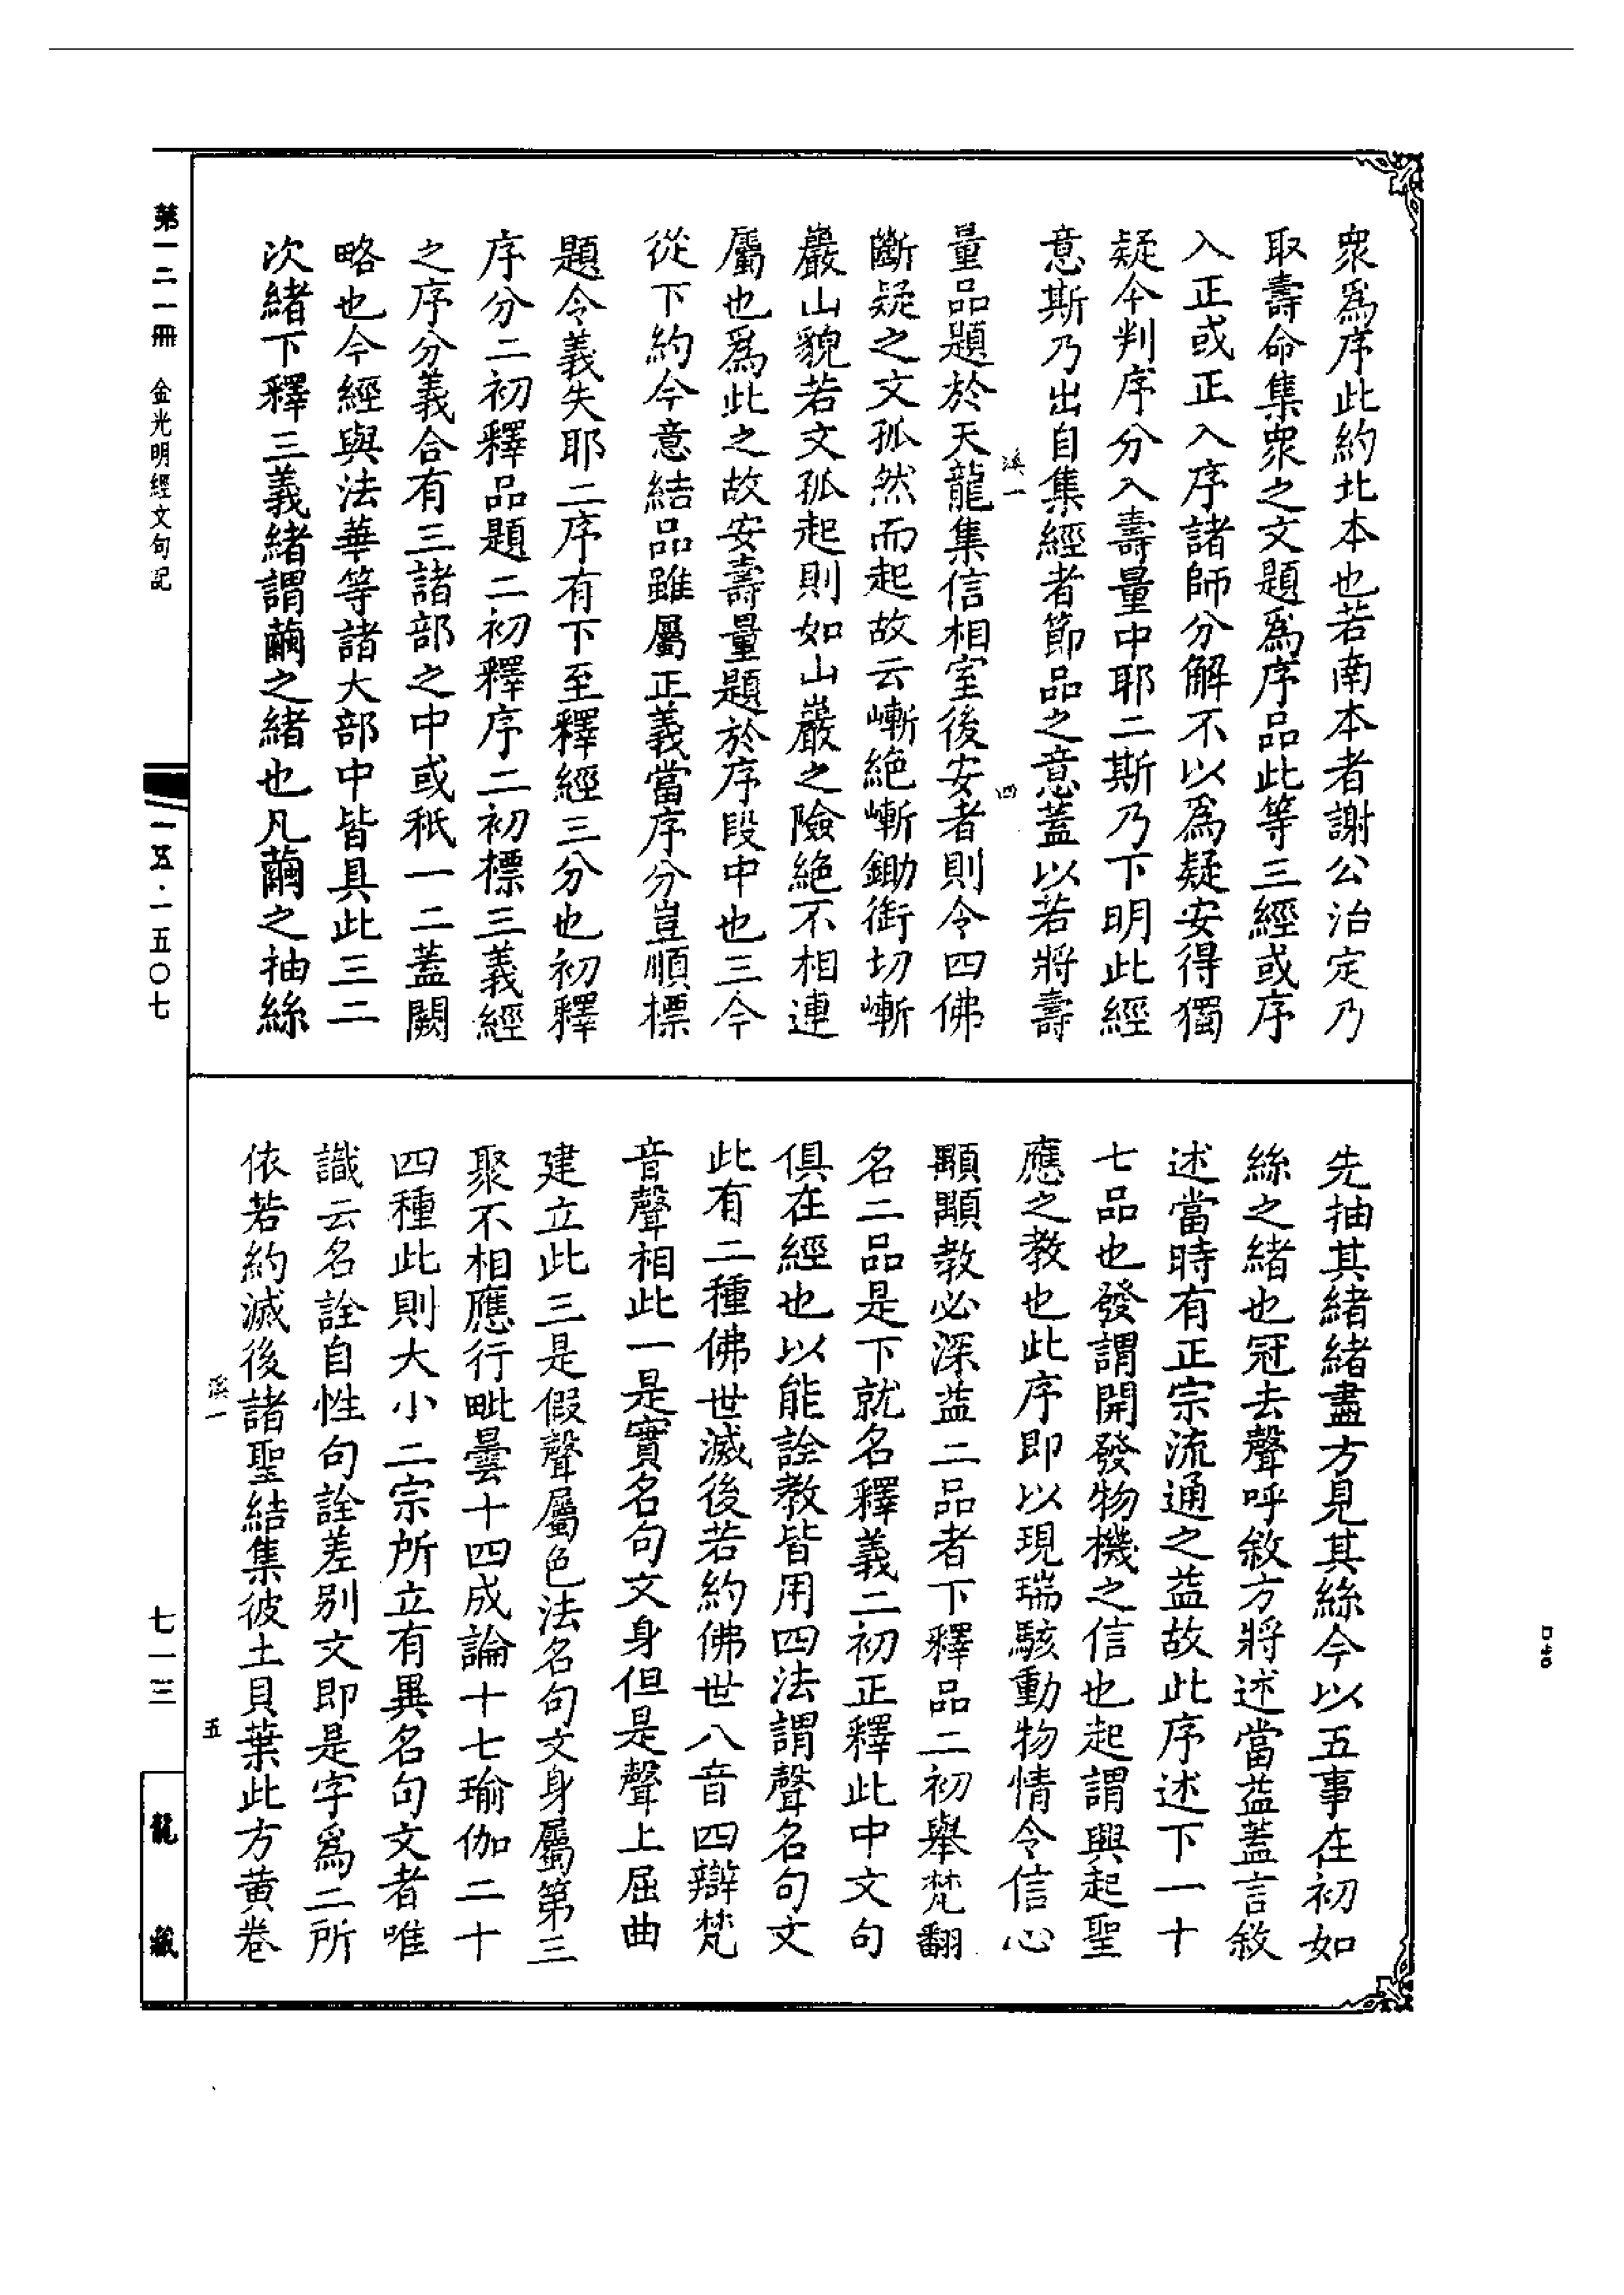 衆爲序此約北本也若南本者謝公治定乃
取壽命集衆之文題爲序品此等三經或序
入正或正入序諸師分解不以爲疑安得獨
疑今判序分入壽量中耶二斯乃下明此經
意斯乃出自集經者節品之意蓋以若將壽
溪一
四
量品題於天龍集信相室後安者則令四佛
斷疑之文孤然而起故云嶃絶嶃鋤銜切嶃
巖山貌若文孤起則如山巖之險絶不相連
屬也爲此之故安壽量題於序段中也三今
從下約今意結品雖屬正義當序分豈順標
題令義失耶二序有下至釋經三分也初釋
序分二初釋品題二初釋序二初標三義經
之序分義合有三諸部之中或秖一二蓋闕
略也今經與法華等諸大部中皆具此三二
次緒下釋三義緒謂繭之緒也凡繭之抽絲
先抽其緒緒盡方見其絲今以五事在初如
絲之緒也冠去聲呼敘方將述當益蓋言敘
述當時有正宗流通之益故此序述下一十
七品也發謂開發物機之信也起謂興起聖
應之教也此序即以現瑞駭動物情令信心
顯顯教必深益二品者下釋品二初舉梵翻
名二品是下就名釋義二初正釋此中文句
俱在經也以能詮教皆用四法謂聲名句文
此有二種佛世滅後若約佛世八音四辯梵
音聲相此一是實名句文身但是聲上屈曲
建立此三是假聲屬色法名句文身屬第三
聚不相應行毗曇十四成論十七瑜伽二十
四種此則大小二宗所立有異名句文者唯
識云名詮自性句詮差别文即是字爲二所
依若約滅後諸聖結集彼土貝葉此方黄卷
溪一
五
第一二一冊 金光明經文句記
一五·一五〇七
七一三
龍藏